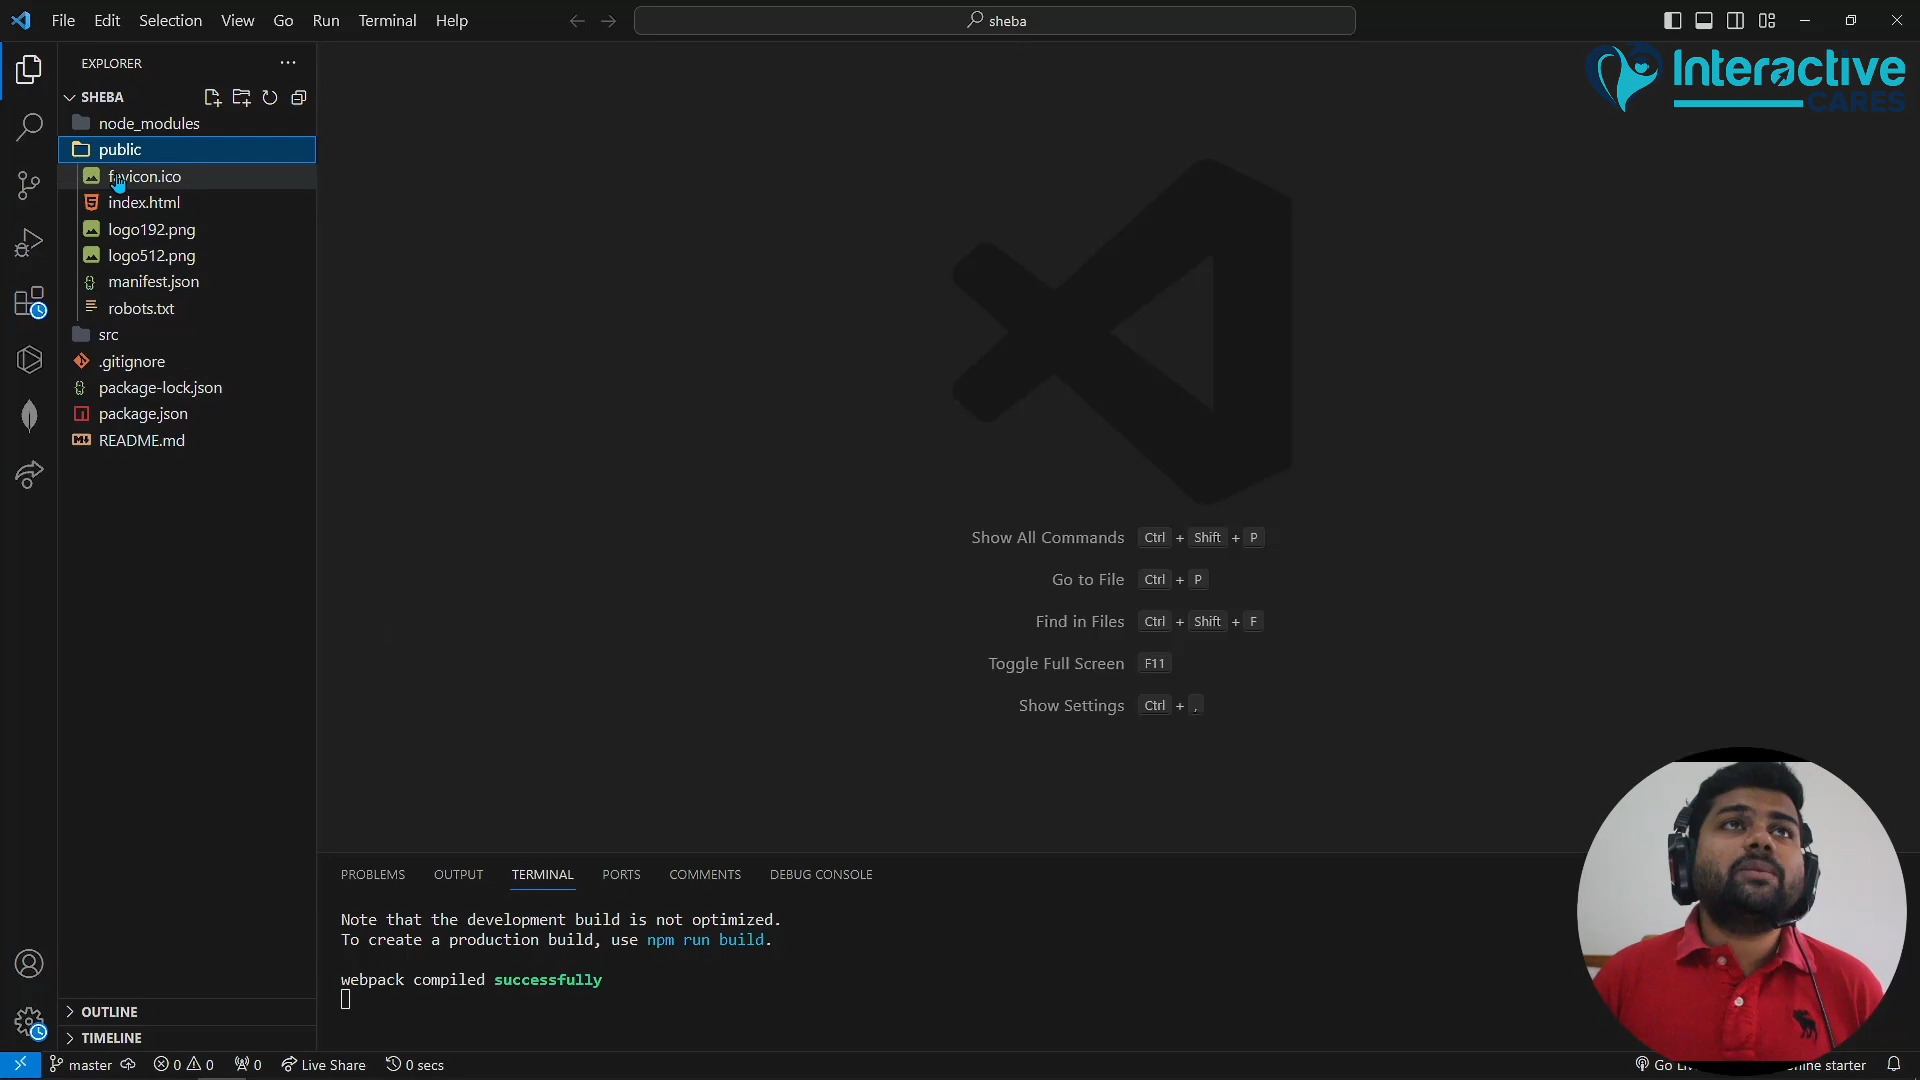 File Edit Selection View Go Run Terminal Help
sheba
Interactive
CARES
EXPLORER
SHEBA
node_modules
public
favicon.ico
index.html
logo192.png
logo512.png
manifest.json
robots.txt
src
.gitignore
package-lock.json
package.json
README.md
Show All Commands Ctrl + Shift + P
Go to File Ctrl + P
Find in Files Ctrl + Shift + F
Toggle Full Screen F11
Show Settings Ctrl + ,
PROBLEMS OUTPUT TERMINAL PORTS COMMENTS DEBUG CONSOLE
Note that the development build is not optimized.
To create a production build, use npm run build.
webpack compiled successfully
OUTLINE
TIMELINE
master 0 0 0 Live Share 0 secs Go starter